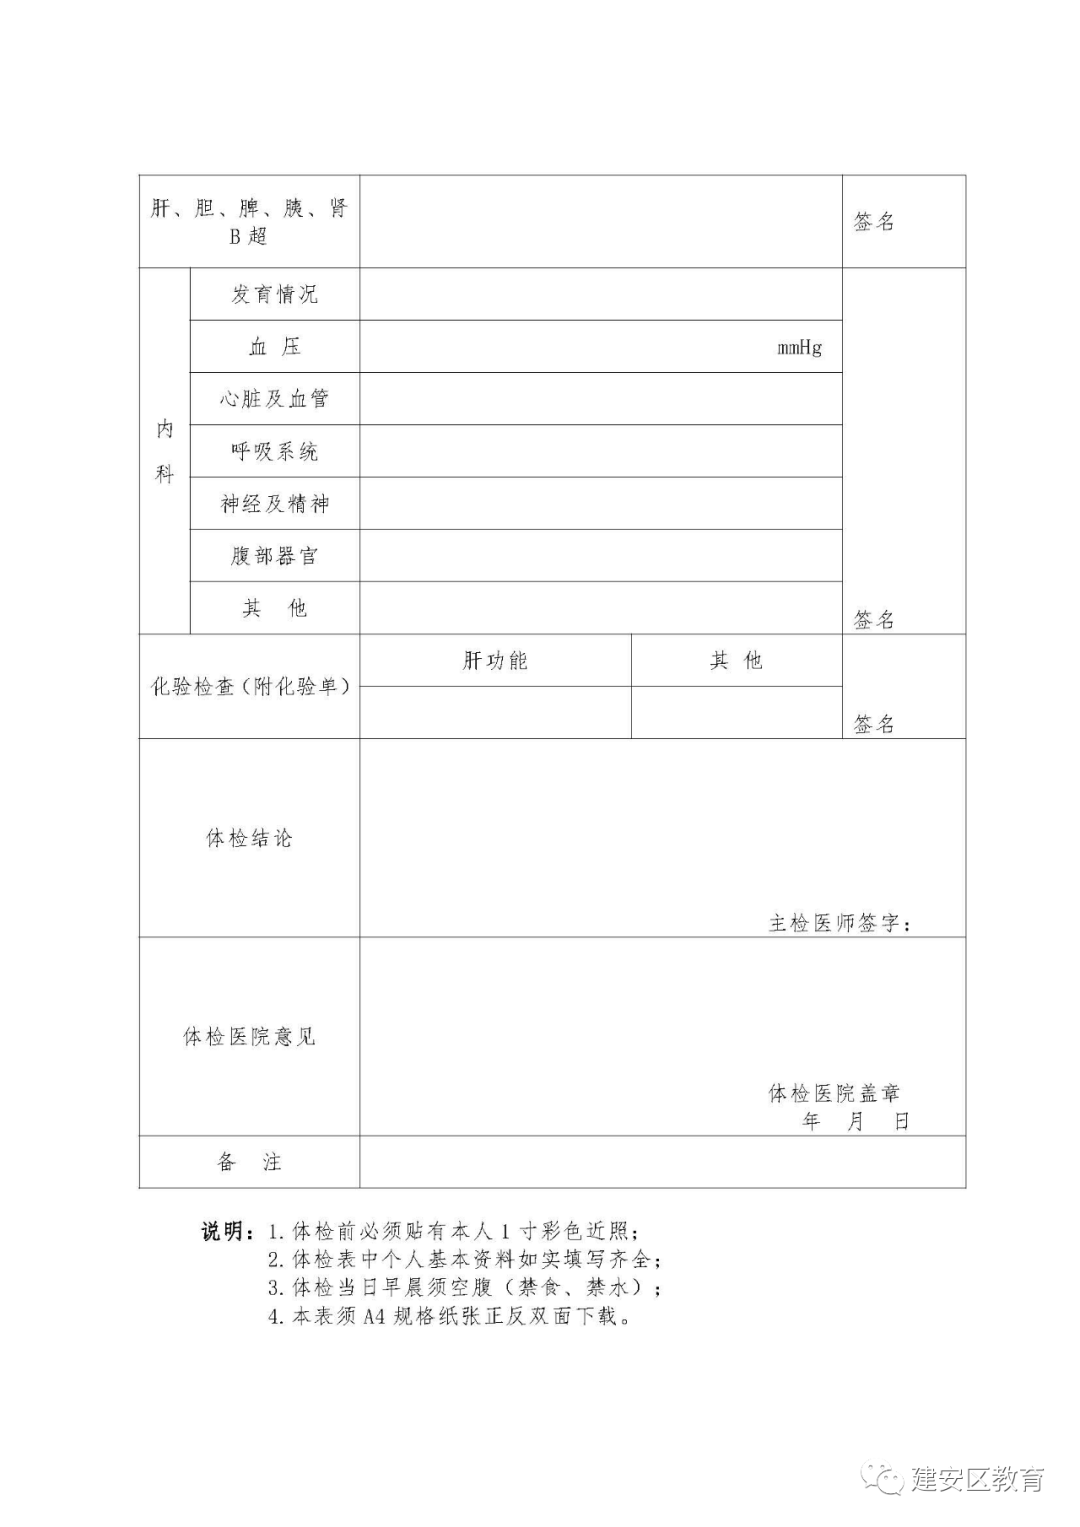 肝、胆、脾、胰、肾
B超
签名
发育情况
血 压
mmHg
心脏及血管
呼吸系统
神经及精神
腹部器官
其 他
内
科
签名
化验检查(附化验单)
肝功能
其 他
签名
体检结论
主检医师签字:
体检医院意见
体检医院盖章
年 月 日
备 注
说明:1.体检前必须贴有本人1寸彩色近照;
2.体检表中个人基本资料如实填写齐全;
3.体检当日早晨须空腹(禁食、禁水);
4.本表须A4规格纸张正反双面下载。
建安区教育